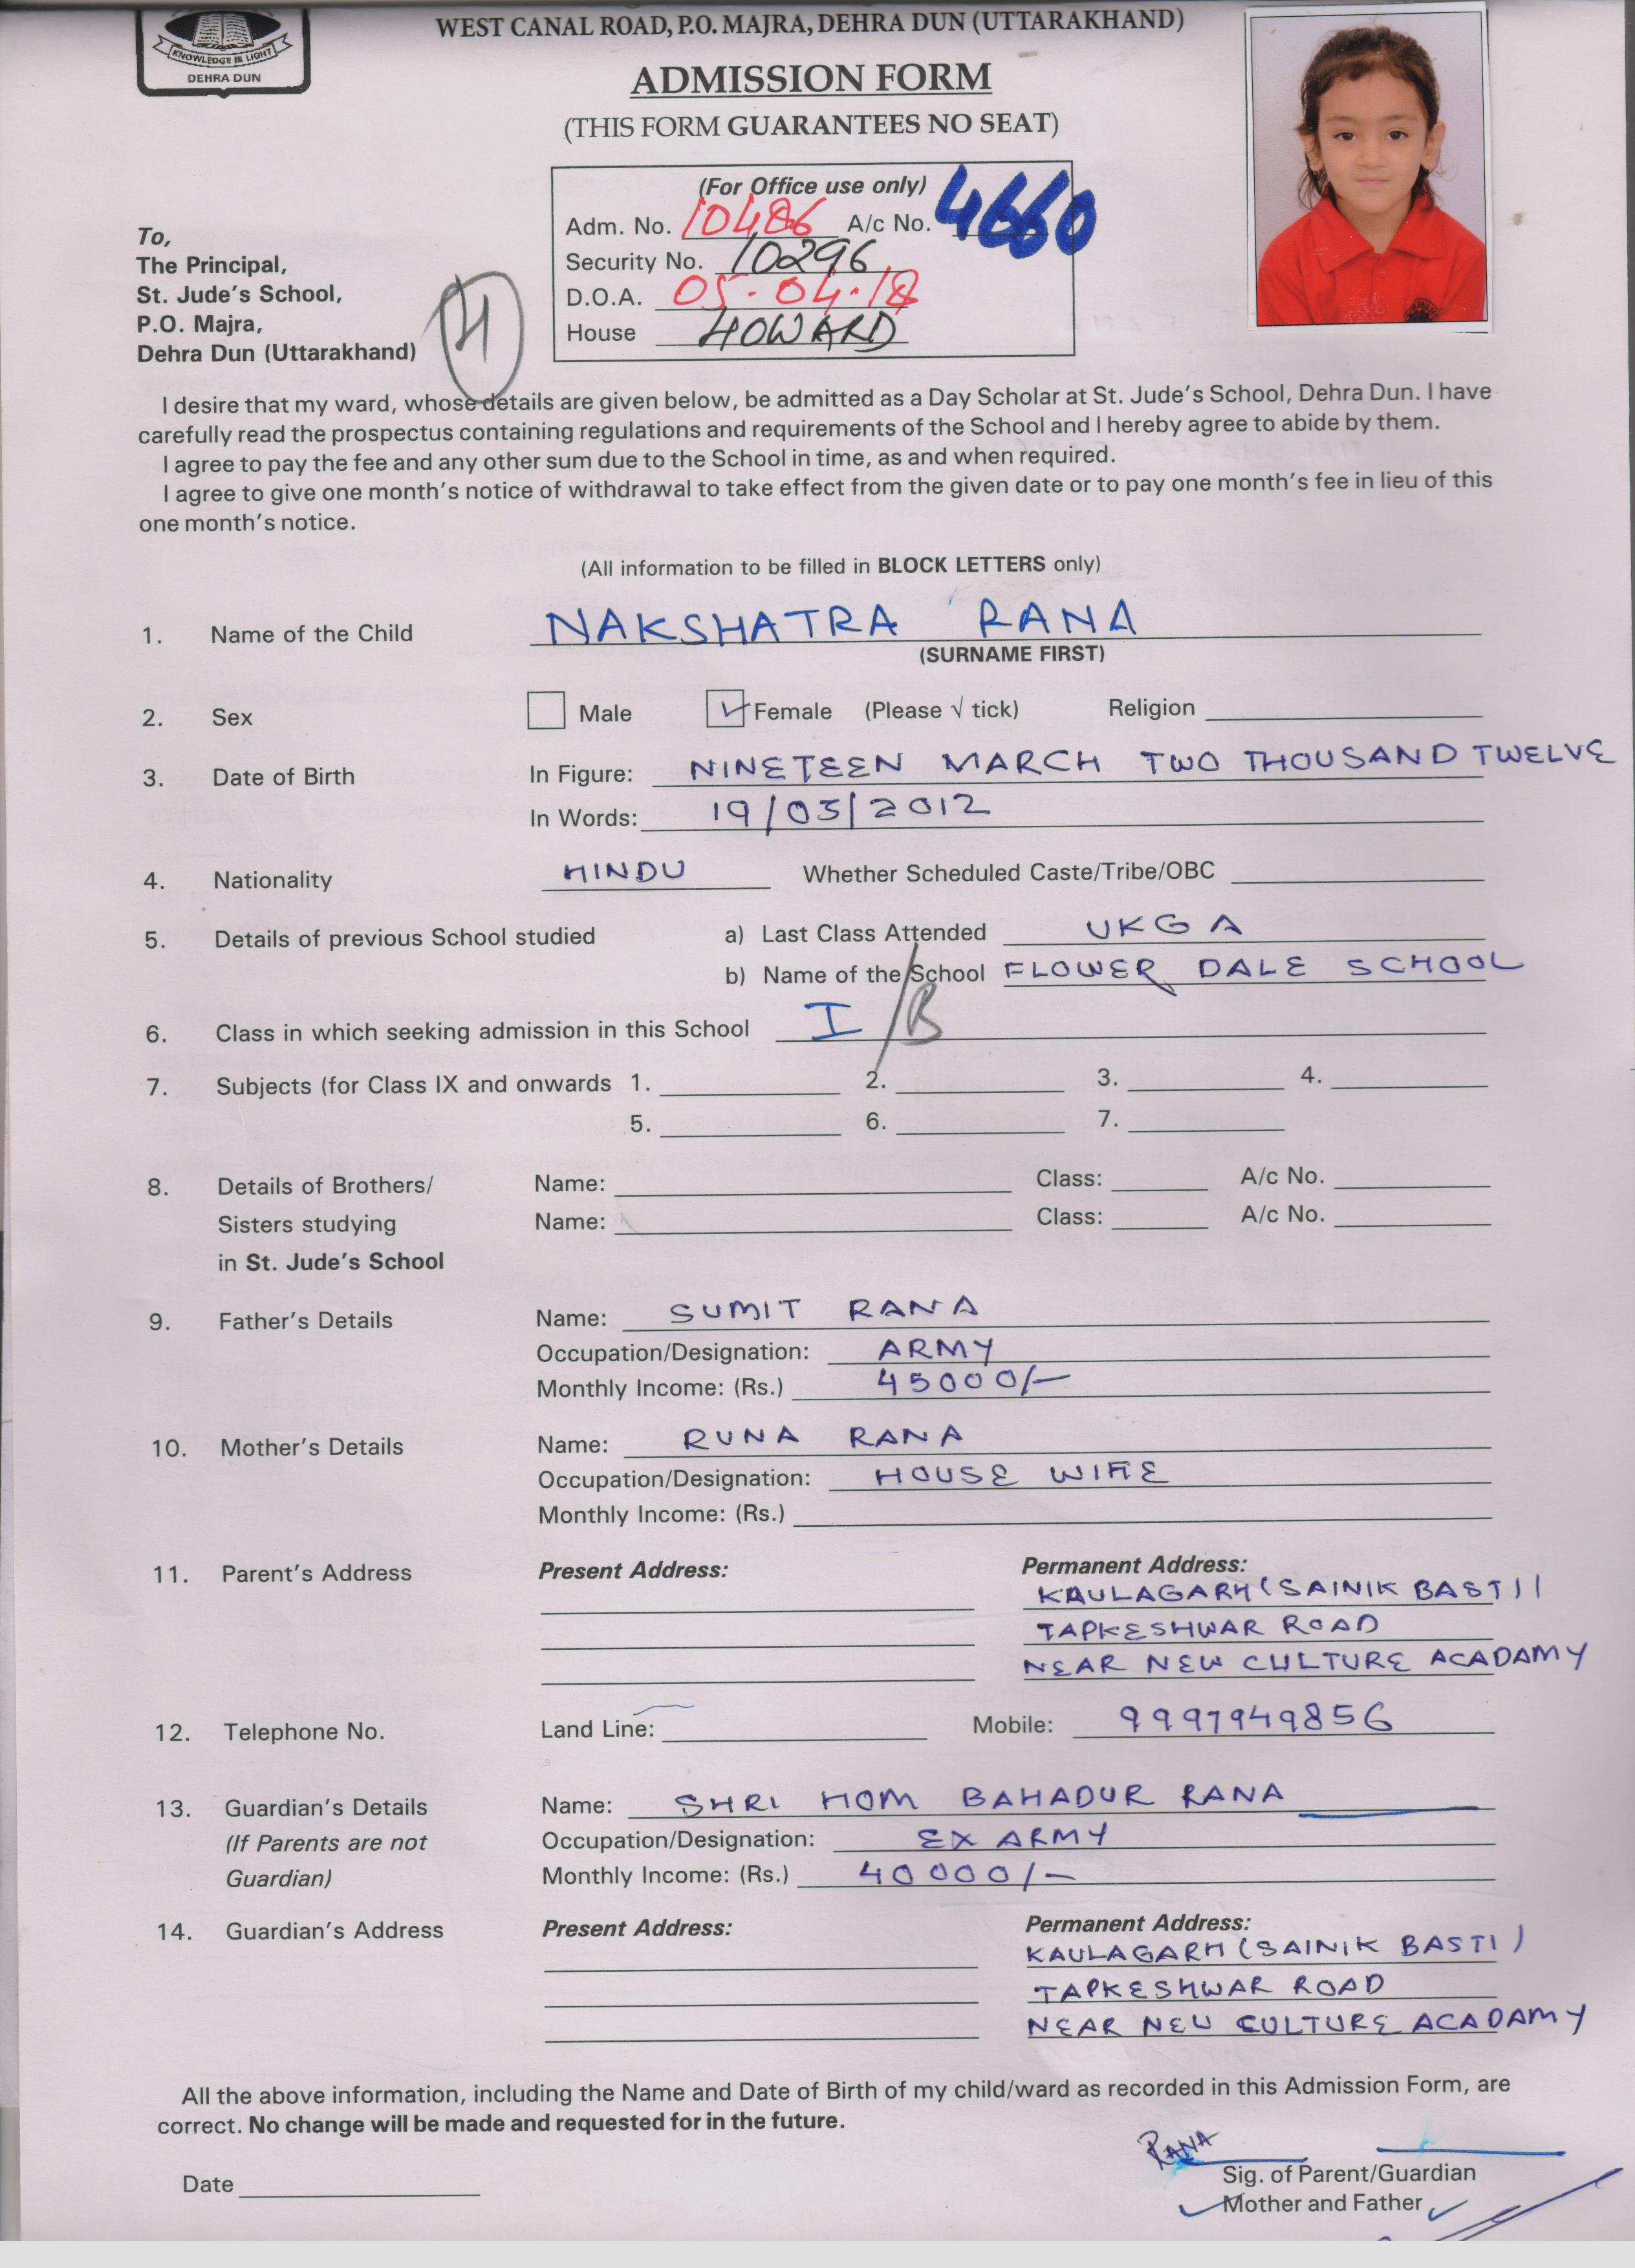 WEST CANAL ROAD, P.O. MAJRA, DEHRA DUN (UTTARAKHAND)
KNOWLEDGE IS LIGHT
DEHRA DUN
ADMISSION FORM
(THIS FORM GUARANTEES NO SEAT)
(For Office use only)
Adm. No. 10486 A/c No. 4660
Security No. 10296
D.O.A. 05.04.18
House HOWARD
To,
The Principal,
St. Jude's School,
P.O. Majra,
Dehra Dun (Uttarakhand)
I desire that my ward, whose details are given below, be admitted as a Day Scholar at St. Jude's School, Dehra Dun. I have
carefully read the prospectus containing regulations and requirements of the School and I hereby agree to abide by them.
I agree to pay the fee and any other sum due to the School in time, as and when required.
I agree to give one month's notice of withdrawal to take effect from the given date or to pay one month's fee in lieu of this
one month's notice.
(All information to be filled in BLOCK LETTERS only)
1. Name of the Child NAKSHATRA RANA
(SURNAME FIRST)
2. Sex Male Female (Please √ tick) Religion
3. Date of Birth In Figure: NINETEEN MARCH TWO THOUSAND TWELVE
In Words: 19/03/2012
4. Nationality HINDU Whether Scheduled Caste/Tribe/OBC
5. Details of previous School studied a) Last Class Attended UKG A
b) Name of the School FLOWER DALE SCHOOL
6. Class in which seeking admission in this School I /B
7. Subjects (for Class IX and onwards 1. 2. 3. 4.
5. 6. 7.
8. Details of Brothers/ Name: Class: A/c No.
Sisters studying Name: Class: A/c No.
in St. Jude's School
9. Father's Details Name: SUMIT RANA
Occupation/Designation: ARMY
Monthly Income: (Rs.) 45000/-
10. Mother's Details Name: RUNA RANA
Occupation/Designation: HOUSE WIFE
Monthly Income: (Rs.)
11. Parent's Address Present Address: Permanent Address:
KAULAGARH (SAINIK BASTI)
TAPKESHWAR ROAD
NEAR NEW CULTURE ACADAMY
12. Telephone No. Land Line: Mobile: 9997949856
13. Guardian's Details Name: SHRI HOM BAHADUR RANA
(If Parents are not Occupation/Designation: EX ARMY
Guardian) Monthly Income: (Rs.) 40000/-
14. Guardian's Address Present Address: Permanent Address:
KAULAGARH (SAINIK BASTI)
TAPKESHWAR ROAD
NEAR NEW CULTURE ACADAMY
All the above information, including the Name and Date of Birth of my child/ward as recorded in this Admission Form, are
correct. No change will be made and requested for in the future.
RANA
Sig. of Parent/Guardian
Date
Mother and Father